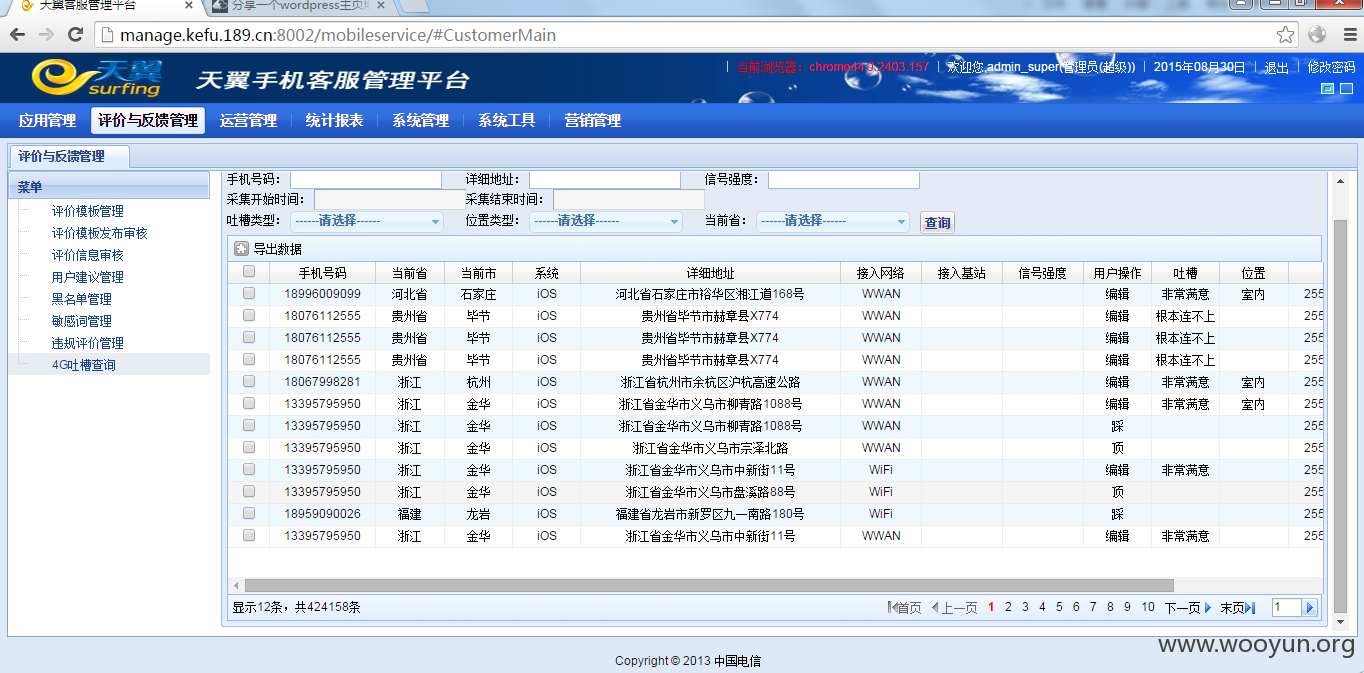 天翼客服管理平台
分享一个wordpress主页
manage.kefu.189.cn:8002/mobileservice/#CustomerMain
天翼 surfing 天翼手机客服管理平台
当前浏览器：chrome44.0.2403.157 欢迎您,admin_super(管理员(超级)) 2015年08月30日 退出 修改密码
应用管理 评价与反馈管理 运营管理 统计报表 系统管理 系统工具 营销管理
评价与反馈管理
菜单
评价模板管理
评价模板发布审核
评价信息审核
用户建议管理
黑名单管理
敏感词管理
违规评价管理
4G吐槽查询
手机号码： 详细地址： 信号强度：
采集开始时间： 采集结束时间：
吐槽类型： ------请选择------ 位置类型： ------请选择------ 当前省： ------请选择------ 查询
导出数据
手机号码 当前省 当前市 系统 详细地址 接入网络 接入基站 信号强度 用户操作 吐槽 位置
18996009099 河北省 石家庄 iOS 河北省石家庄市裕华区湘江道168号 WWAN 编辑 非常满意 室内 255
18076112555 贵州省 毕节 iOS 贵州省毕节市赫章县X774 WWAN 编辑 根本连不上 255
18076112555 贵州省 毕节 iOS 贵州省毕节市赫章县X774 WWAN 编辑 根本连不上 255
18076112555 贵州省 毕节 iOS 贵州省毕节市赫章县X774 WWAN 编辑 根本连不上 255
18067998281 浙江 杭州 iOS 浙江省杭州市余杭区沪杭高速公路 WWAN 编辑 非常满意 室内 255
13395795950 浙江 金华 iOS 浙江省金华市义乌市柳青路1088号 WWAN 编辑 非常满意 室内 255
13395795950 浙江 金华 iOS 浙江省金华市义乌市柳青路1088号 WWAN 踩 255
13395795950 浙江 金华 iOS 浙江省金华市义乌市宗泽北路 WWAN 顶 255
13395795950 浙江 金华 iOS 浙江省金华市义乌市中新街11号 WiFi 编辑 非常满意 255
13395795950 浙江 金华 iOS 浙江省金华市义乌市盘溪路88号 WiFi 顶 255
18959090026 福建 龙岩 iOS 福建省龙岩市新罗区九一南路180号 WiFi 踩 255
13395795950 浙江 金华 iOS 浙江省金华市义乌市中新街11号 WWAN 编辑 非常满意 255
显示12条，共424158条 首页 上一页 1 2 3 4 5 6 7 8 9 10 下一页 末页 1
www.wooyun.org
Copyright © 2013 中国电信